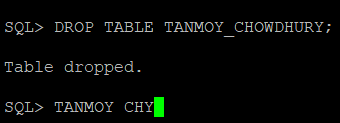 SQL> DROP TABLE TANMOY_CHOWDHURY;
Table dropped.
SQL> TANMOY CHY